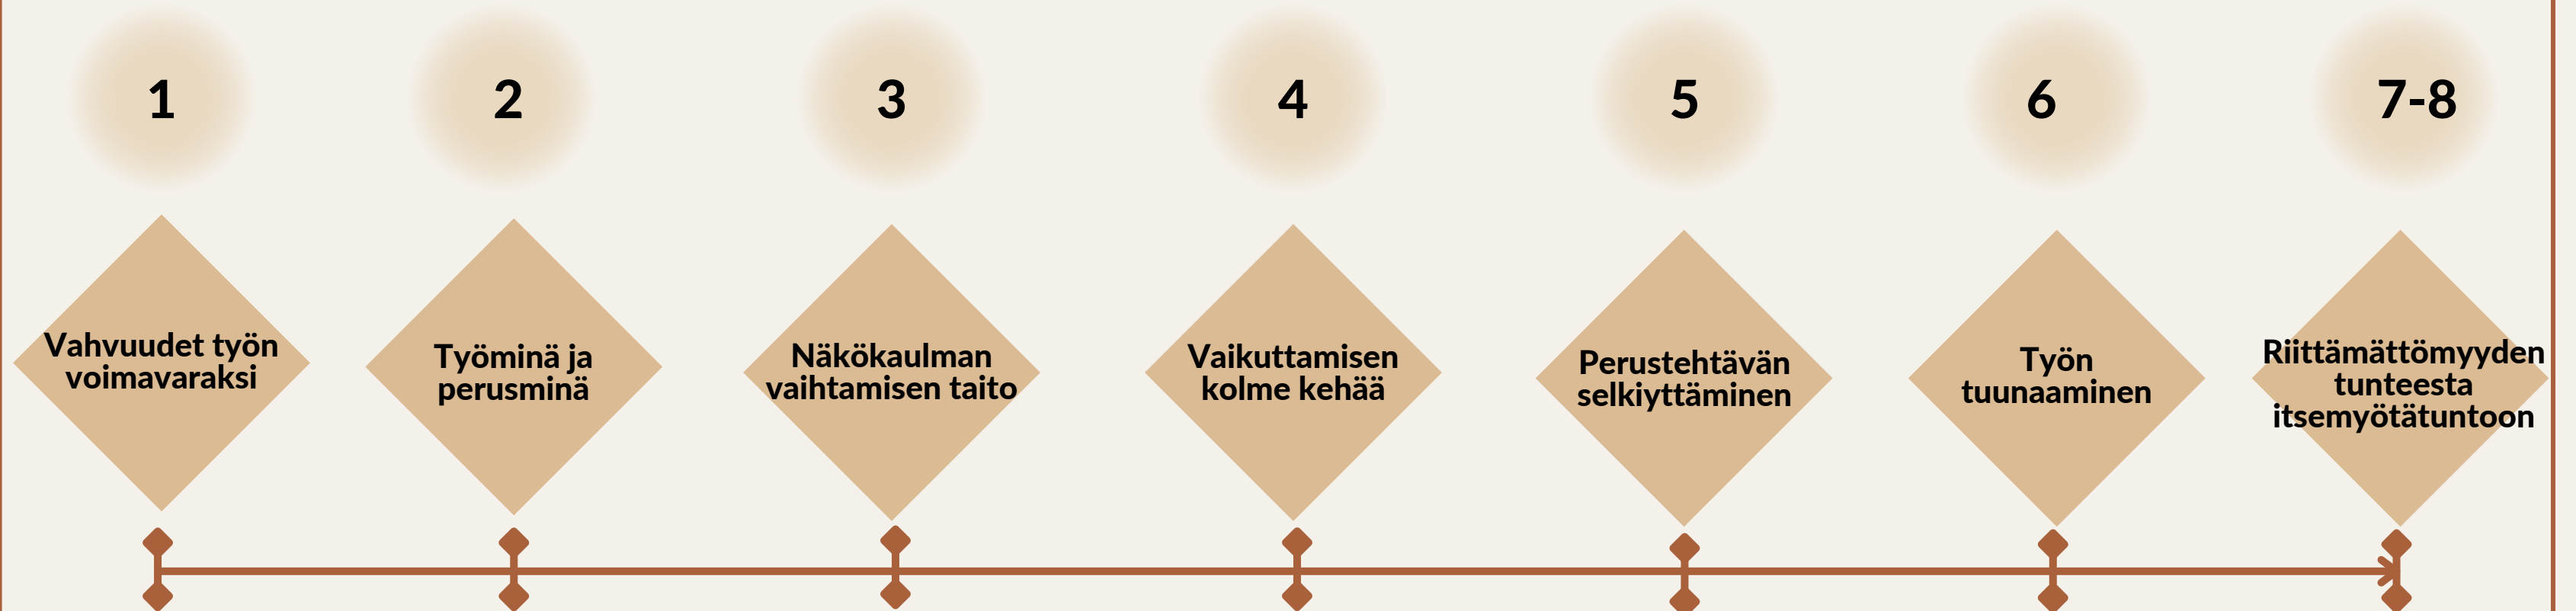 1
2
3
4
5
6
7-8
Vahvuudet työn
voimavaraksi
Työminä ja
perusminä
Näkökaulman
vaihtamisen taito
Vaikuttamisen
kolme kehää
Perustehtävän
selkiyttäminen
Työn
tuunaaminen
Riittämättömyyden
tunteesta
itsemyötätuntoon